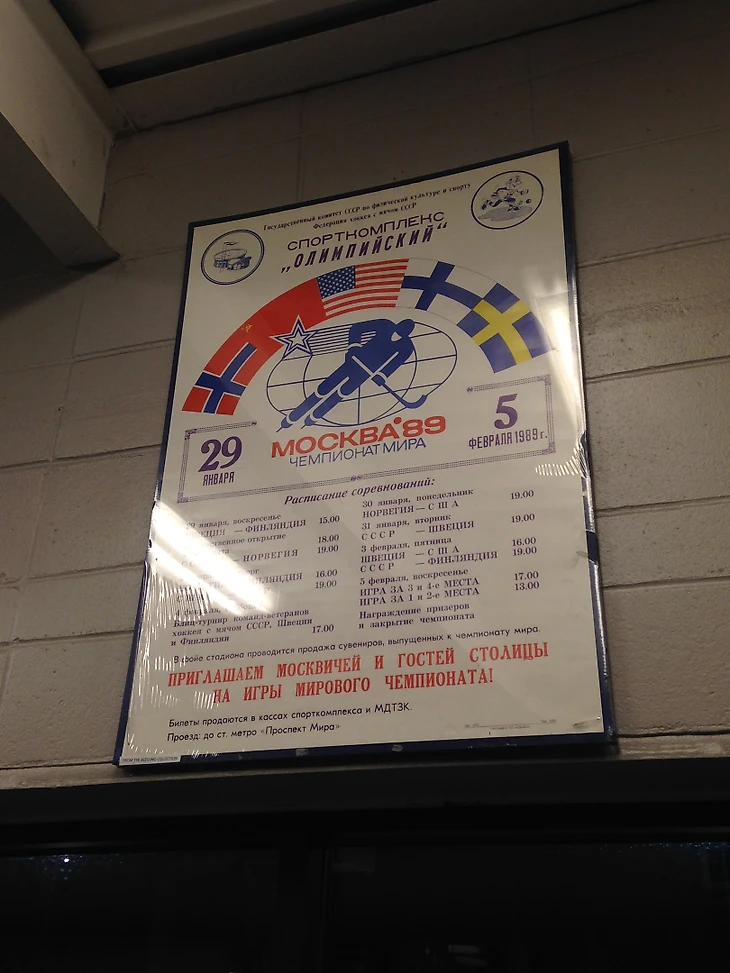 Государственный комитет СССР по физической культуре и спорту
Федерация хоккея с мячом СССР
СПОРТКОМПЛЕКС
„ОЛИМПИЙСКИЙ“
МОСКВА'89
ЧЕМПИОНАТ МИРА
29
ЯНВАРЯ
5
ФЕВРАЛЯ 1989 г.
Расписание соревнований:
января, воскресенье
ШВЕЦИЯ — ФИНЛЯНДИЯ 15.00
открытие 18.00
— НОРВЕГИЯ 19.00
ФИНЛЯНДИЯ 16.00
19.00
Блиц-турнир команд-ветеранов
хоккея с мячом СССР, Швеции
и Финляндии 17.00
30 января, понедельник
НОРВЕГИЯ — США 19.00
31 января, вторник
СССР — ШВЕЦИЯ 19.00
3 февраля, пятница
ШВЕЦИЯ — США 16.00
СССР — ФИНЛЯНДИЯ 19.00
5 февраля, воскресенье
ИГРА ЗА 3 и 4-е МЕСТА 17.00
ИГРА ЗА 1 и 2-е МЕСТА 13.00
Награждение призеров
и закрытие чемпионата
В фойе стадиона проводится продажа сувениров, выпущенных к чемпионату мира.
ПРИГЛАШАЕМ МОСКВИЧЕЙ И ГОСТЕЙ СТОЛИЦЫ
НА ИГРЫ МИРОВОГО ЧЕМПИОНАТА!
Билеты продаются в кассах спорткомплекса и МДТЗК.
Проезд: до ст. метро «Проспект Мира»
FROM THE COLLECTION